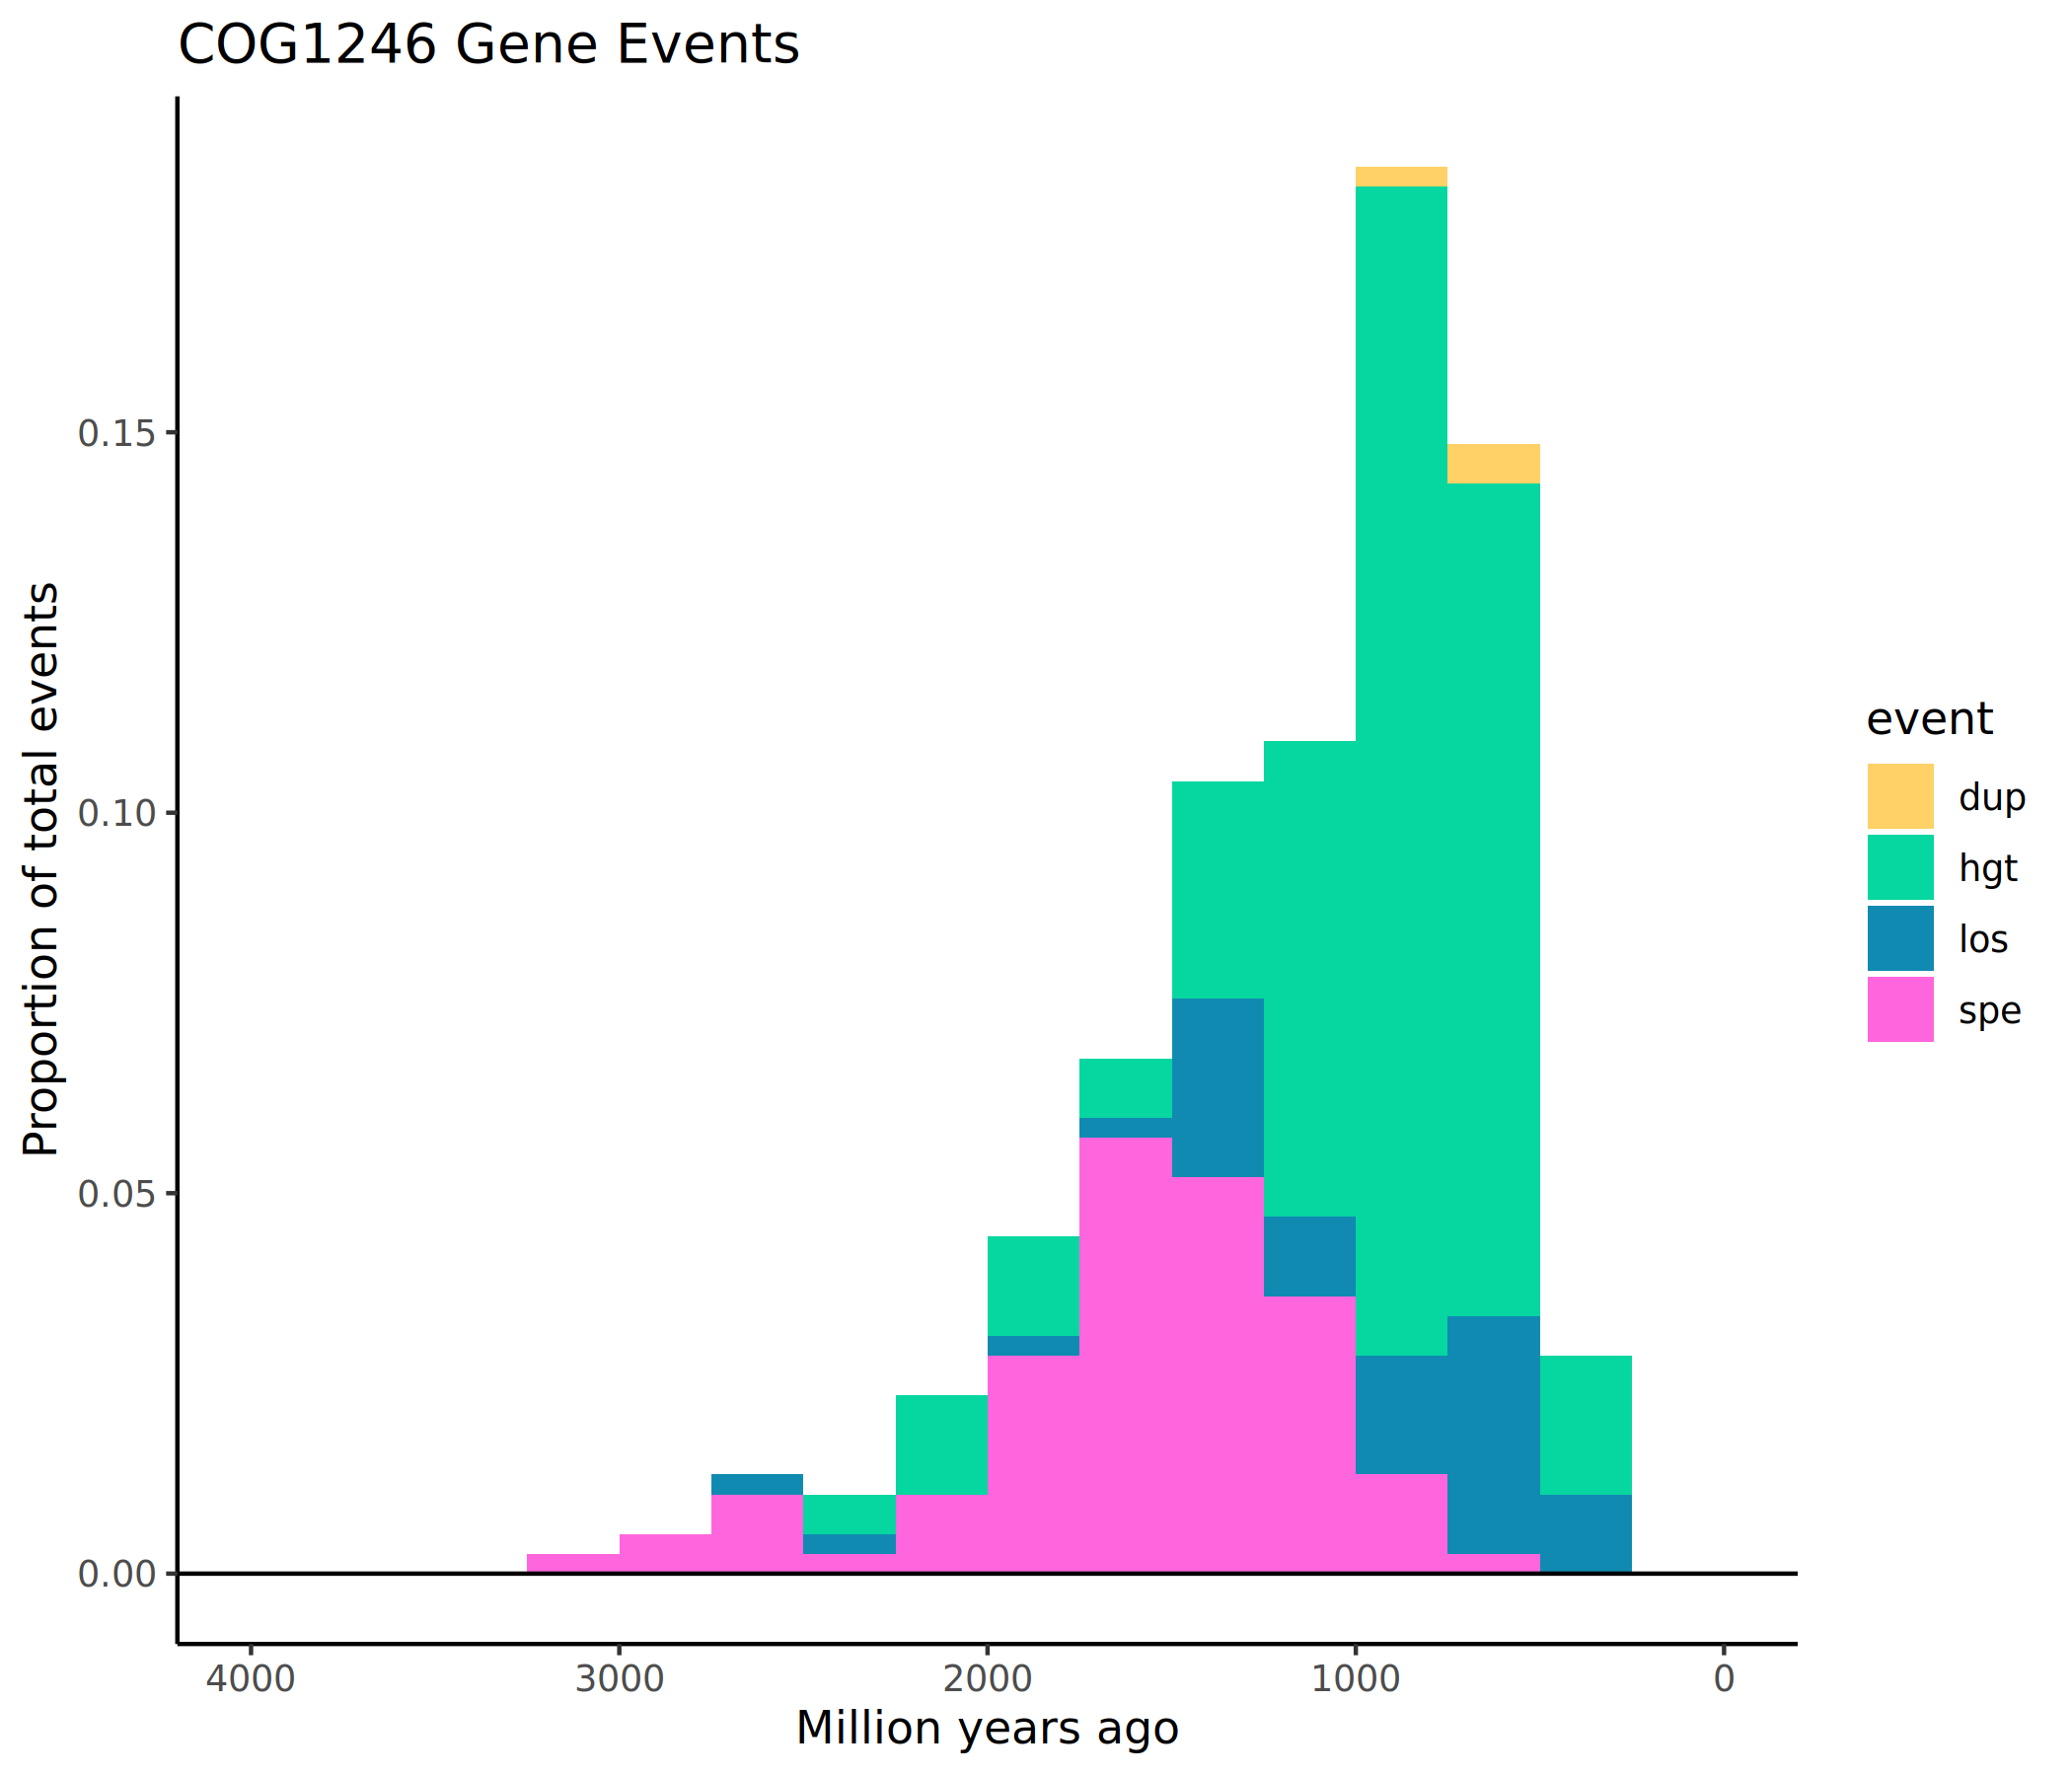 COG1246 Gene Events
Proportion of total events
0.15
0.10
0.05
0.00
4000 3000 2000 1000 0
Million years ago
event
dup
hgt
los
spe